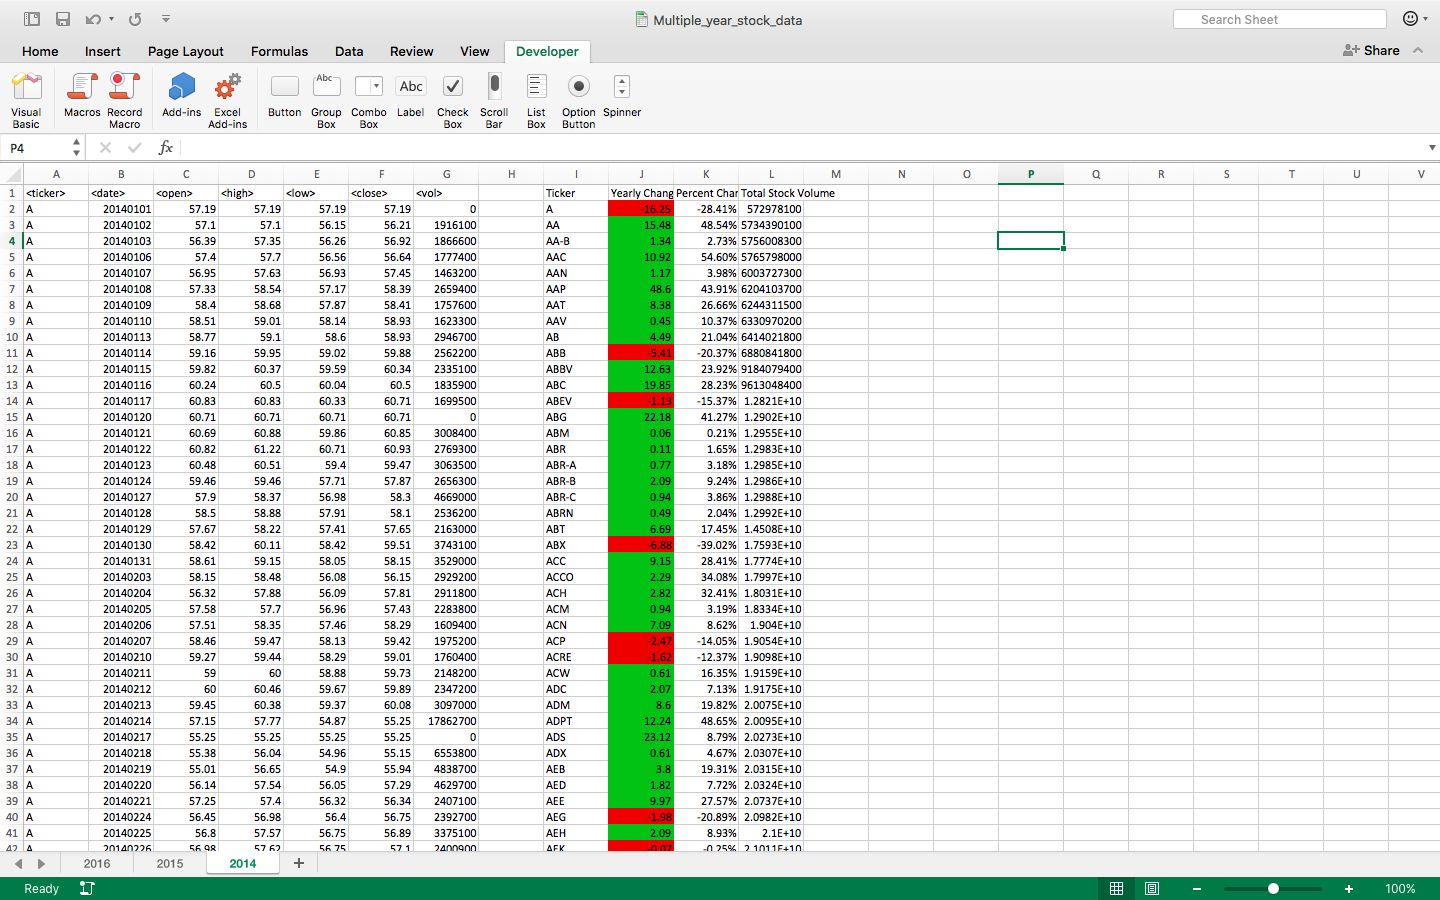 Multiple_year_stock_data
Search Sheet
Home Insert Page Layout Formulas Data Review View Developer
Share
Visual Basic
Macros
Record Macro
Add-ins
Excel Add-ins
Button
Group Box
Combo Box
Label
Check Box
Scroll Bar
List Box
Option Button
Spinner
Abc
Abc
P4
fx
A B C D E F G H I J K L M N O P Q R S T U V
1 <ticker> <date> <open> <high> <low> <close> <vol> Ticker Yearly Chang Percent Char Total Stock Volume
2 A 20140101 57.19 57.19 57.19 57.19 0 A -16.25 -28.41% 572978100
3 A 20140102 57.1 57.1 56.15 56.21 1916100 AA 15.48 48.54% 5734390100
4 A 20140103 56.39 57.35 56.26 56.92 1866600 AA-B 1.34 2.73% 5756008300
5 A 20140106 57.4 57.7 56.56 56.64 1777400 AAC 10.92 54.60% 5765798000
6 A 20140107 56.95 57.63 56.93 57.45 1463200 AAN 1.17 3.98% 6003727300
7 A 20140108 57.33 58.54 57.17 58.39 2659400 AAP 48.6 43.91% 6204103700
8 A 20140109 58.4 58.68 57.87 58.41 1757600 AAT 8.38 26.66% 6244311500
9 A 20140110 58.51 59.01 58.14 58.93 1623300 AAV 0.45 10.37% 6330970200
10 A 20140113 58.77 59.1 58.6 58.93 2946700 AB 4.49 21.04% 6414021800
11 A 20140114 59.16 59.95 59.02 59.88 2562200 ABB -5.41 -20.37% 6880841800
12 A 20140115 59.82 60.37 59.59 60.34 2335100 ABBV 12.63 23.92% 9184079400
13 A 20140116 60.24 60.5 60.04 60.5 1835900 ABC 19.85 28.23% 9613048400
14 A 20140117 60.83 60.83 60.33 60.71 1699500 ABEV -1.13 -15.37% 1.2821E+10
15 A 20140120 60.71 60.71 60.71 60.71 0 ABG 22.18 41.27% 1.2902E+10
16 A 20140121 60.69 60.88 59.86 60.85 3008400 ABM 0.06 0.21% 1.2955E+10
17 A 20140122 60.82 61.22 60.71 60.93 2769300 ABR 0.11 1.65% 1.2983E+10
18 A 20140123 60.48 60.51 59.4 59.47 3063500 ABR-A 0.77 3.18% 1.2985E+10
19 A 20140124 59.46 59.46 57.71 57.87 2656300 ABR-B 2.09 9.24% 1.2986E+10
20 A 20140127 57.9 58.37 56.98 58.3 4669000 ABR-C 0.94 3.86% 1.2988E+10
21 A 20140128 58.5 58.88 57.91 58.1 2536200 ABRN 0.49 2.04% 1.2992E+10
22 A 20140129 57.67 58.22 57.41 57.65 2163000 ABT 6.69 17.45% 1.4508E+10
23 A 20140130 58.42 60.11 58.42 59.51 3743100 ABX -6.88 -39.02% 1.7593E+10
24 A 20140131 58.61 59.15 58.05 58.15 3529000 ACC 9.15 28.41% 1.7774E+10
25 A 20140203 58.15 58.48 56.08 56.15 2929200 ACCO 2.29 34.08% 1.7997E+10
26 A 20140204 56.32 57.88 56.09 57.81 2911800 ACH 2.82 32.41% 1.8031E+10
27 A 20140205 57.58 57.7 56.96 57.43 2283800 ACM 0.94 3.19% 1.8334E+10
28 A 20140206 57.51 58.35 57.46 58.29 1609400 ACN 7.09 8.62% 1.904E+10
29 A 20140207 58.46 59.47 58.13 59.42 1975200 ACP -2.47 -14.05% 1.9054E+10
30 A 20140210 59.27 59.44 58.29 59.01 1760400 ACRE -1.62 -12.37% 1.9098E+10
31 A 20140211 59 60 58.88 59.73 2148200 ACW 0.61 16.35% 1.9159E+10
32 A 20140212 60 60.46 59.67 59.89 2347200 ADC 2.07 7.13% 1.9175E+10
33 A 20140213 59.45 60.38 59.37 60.08 3097000 ADM 8.6 19.82% 2.0075E+10
34 A 20140214 57.15 57.77 54.87 55.25 17862700 ADPT 12.24 48.65% 2.0095E+10
35 A 20140217 55.25 55.25 55.25 55.25 0 ADS 23.12 8.79% 2.0273E+10
36 A 20140218 55.38 56.04 54.96 55.15 6553800 ADX 0.61 4.67% 2.0307E+10
37 A 20140219 55.01 56.65 54.9 55.94 4838700 AEB 3.8 19.31% 2.0315E+10
38 A 20140220 56.14 57.54 56.05 57.29 4629700 AED 1.82 7.72% 2.0324E+10
39 A 20140221 57.25 57.4 56.32 56.34 2407100 AEE 9.97 27.57% 2.0737E+10
40 A 20140224 56.45 56.98 56.4 56.75 2392700 AEG -1.98 -20.89% 2.0982E+10
41 A 20140225 56.8 57.57 56.75 56.89 3375100 AEH 2.09 8.93% 2.1E+10
42 A 20140226 56.98 57.62 56.75 57.1 2400900 AEK -0.07 -0.25% 2.1011E+10
2016 2015 2014 +
Ready
100%